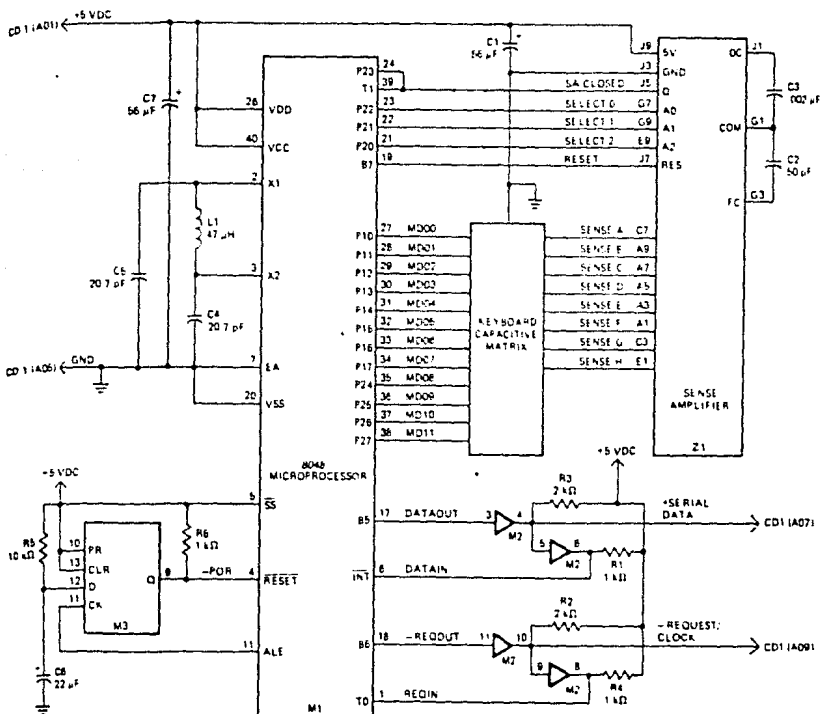 +5 VDC
CD1 (A01)
C7
56 µF
C1
56 µF
26
VDD
40
VCC
2
X1
L1
47 µH
C5
20.7 pF
3
X2
C4
20.7 pF
CD1 (A05)
GND
7
EA
20
VSS
24
P23
39
T1
23
P22
22
P21
21
P20
19
B7
SA CLOSED
SELECT 0
SELECT 1
SELECT 2
RESET
J9
5V
J3
GND
J5
Q
G7
A0
G9
A1
E9
A2
J7
RES
OC
J1
C3
.002 µF
COM
G1
C2
50 pF
FC
G3
P10
27
MD00
P11
28
MD01
P12
29
MD02
P13
30
MD03
P14
31
MD04
P15
32
MD05
P16
33
MD06
P17
34
MD07
P24
35
MD08
P25
36
MD09
P26
37
MD10
P27
38
MD11
KEYBOARD
CAPACITIVE
MATRIX
SENSE A
C7
SENSE B
A9
SENSE C
A7
SENSE D
A5
SENSE E
A3
SENSE F
A1
SENSE G
C3
SENSE H
E1
SENSE
AMPLIFIER
Z1
8048
MICROPROCESSOR
M1
+5 VDC
5
SS
R5
10 kΩ
R6
1 kΩ
10
PR
13
CLR
12
D
11
CK
Q
9
-POR
4
RESET
M3
11
ALE
C6
22 µF
+5 VDC
R3
2 kΩ
+SERIAL
DATA
B5
17
DATAOUT
3
4
M2
CD1 (A07)
5
6
M2
R1
1 kΩ
INT
6
DATAIN
R2
2 kΩ
-REQUEST/
CLOCK
B6
18
-REQOUT
11
10
M2
CD1 (A09)
9
8
M2
R4
1 kΩ
T0
1
REQIN